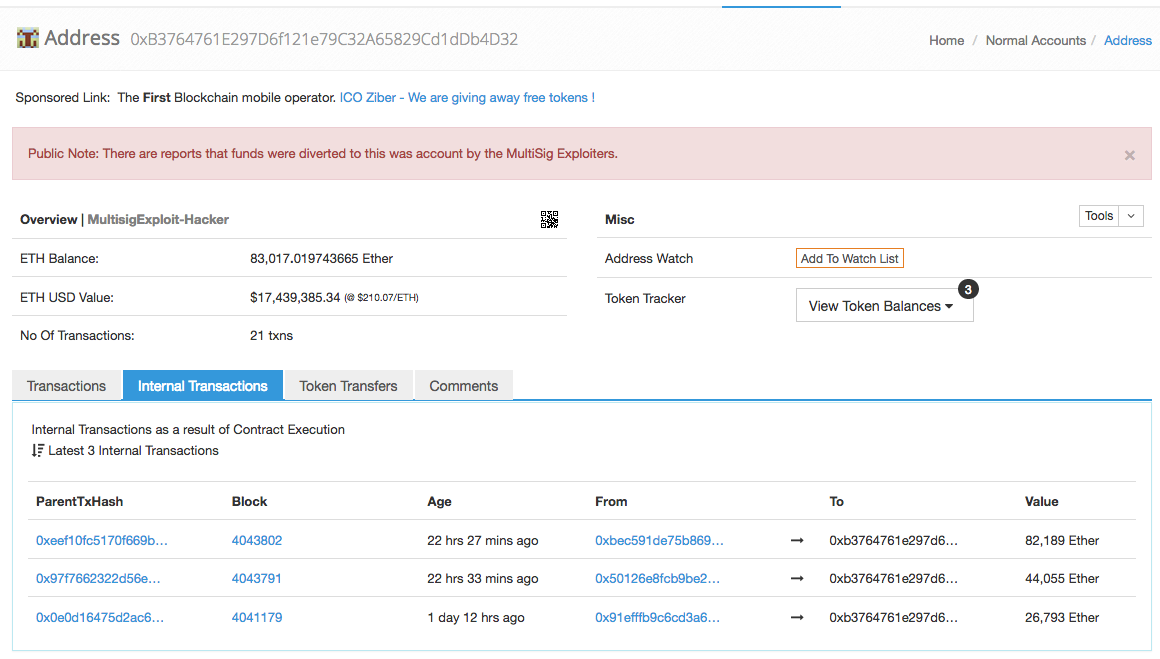 Address 0xB3764761E297D6f121e79C32A65829Cd1dDb4D32
Home / Normal Accounts / Address
Sponsored Link: The First Blockchain mobile operator. ICO Ziber - We are giving away free tokens !
Public Note: There are reports that funds were diverted to this was account by the MultiSig Exploiters.
×
Overview | MultisigExploit-Hacker
ETH Balance: 83,017.019743665 Ether
ETH USD Value: $17,439,385.34 (@ $210.07/ETH)
No Of Transactions: 21 txns
Misc
Tools
Address Watch Add To Watch List
Token Tracker View Token Balances 3
Transactions Internal Transactions Token Transfers Comments
Internal Transactions as a result of Contract Execution
Latest 3 Internal Transactions
ParentTxHash Block Age From To Value
0xeef10fc5170f669b... 4043802 22 hrs 27 mins ago 0xbec591de75b869... → 0xb3764761e297d6... 82,189 Ether
0x97f7662322d56e... 4043791 22 hrs 33 mins ago 0x50126e8fcb9be2... → 0xb3764761e297d6... 44,055 Ether
0x0e0d16475d2ac6... 4041179 1 day 12 hrs ago 0x91efffb9c6cd3a6... → 0xb3764761e297d6... 26,793 Ether